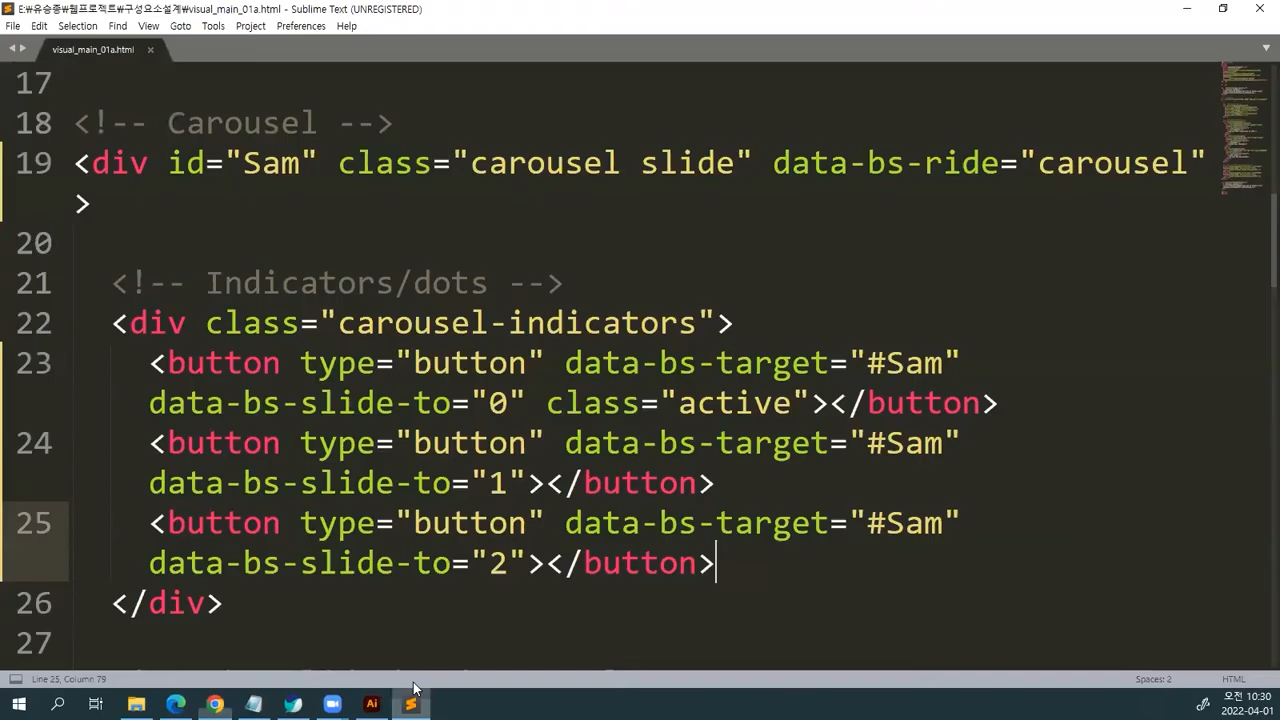 E:₩유승종₩웹프로젝트₩구성요소설계₩visual_main_01a.html - Sublime Text (UNREGISTERED)
File Edit Selection Find View Goto Tools Project Preferences Help
visual_main_01a.html
17
18 <!-- Carousel -->
19 <div id="Sam" class="carousel slide" data-bs-ride="carousel"
>
20
21 <!-- Indicators/dots -->
22 <div class="carousel-indicators">
23 <button type="button" data-bs-target="#Sam"
data-bs-slide-to="0" class="active"></button>
24 <button type="button" data-bs-target="#Sam"
data-bs-slide-to="1"></button>
25 <button type="button" data-bs-target="#Sam"
data-bs-slide-to="2"></button>
26 </div>
27
Line 25, Column 79
Spaces: 2
HTML
Ai
오전 10:30
2022-04-01